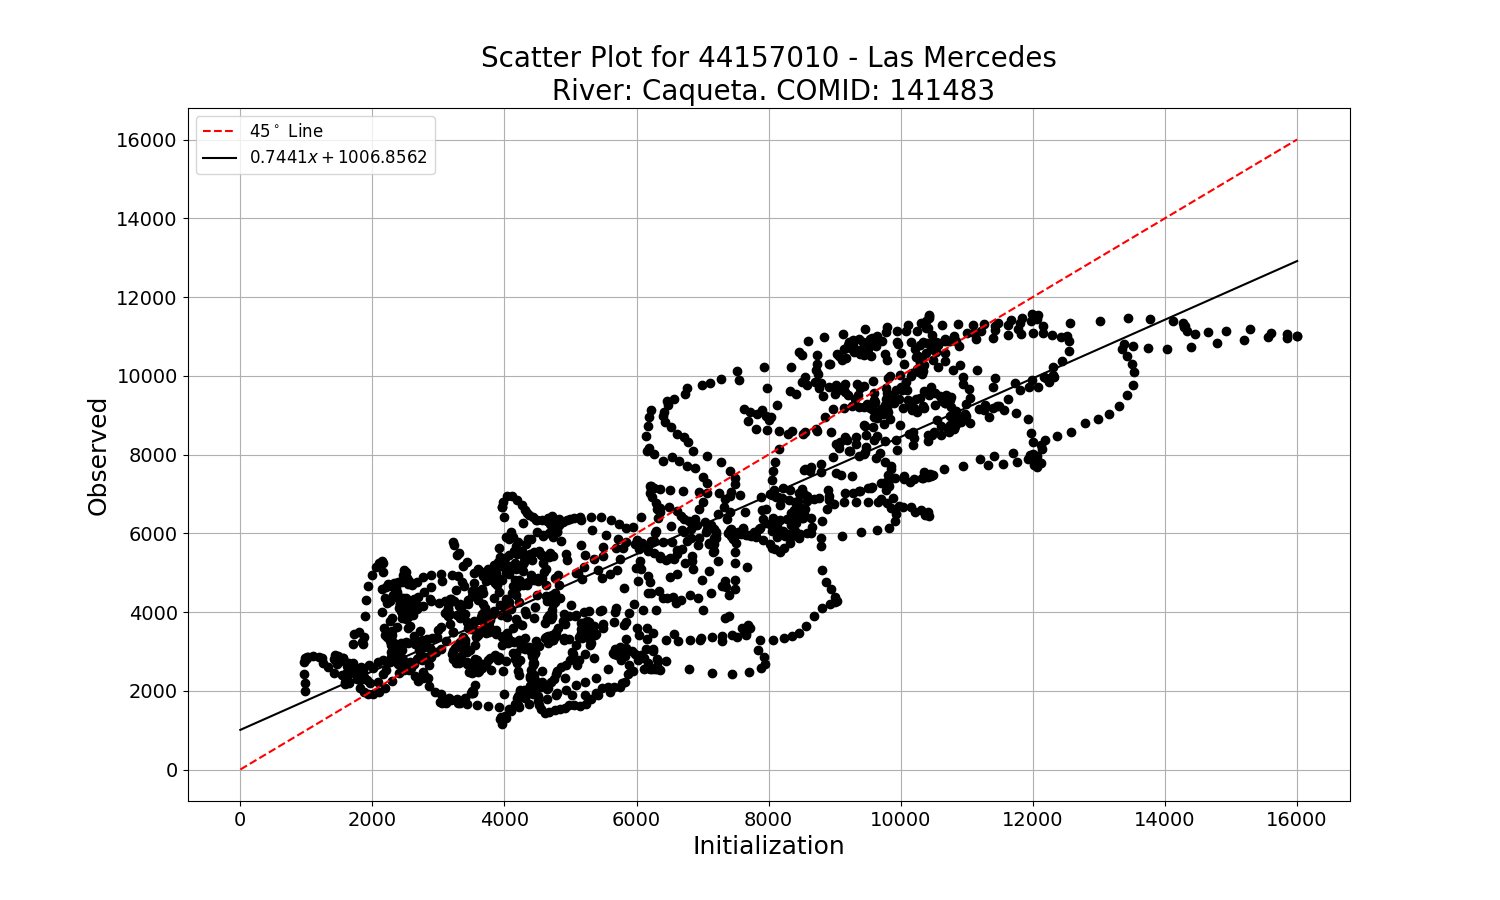 Scatter Plot for 44157010 - Las Mercedes
River: Caqueta. COMID: 141483
45° Line
0.7441x + 1006.8562
16000
14000
12000
10000
8000
6000
4000
2000
0
Observed
0 2000 4000 6000 8000 10000 12000 14000 16000
Initialization